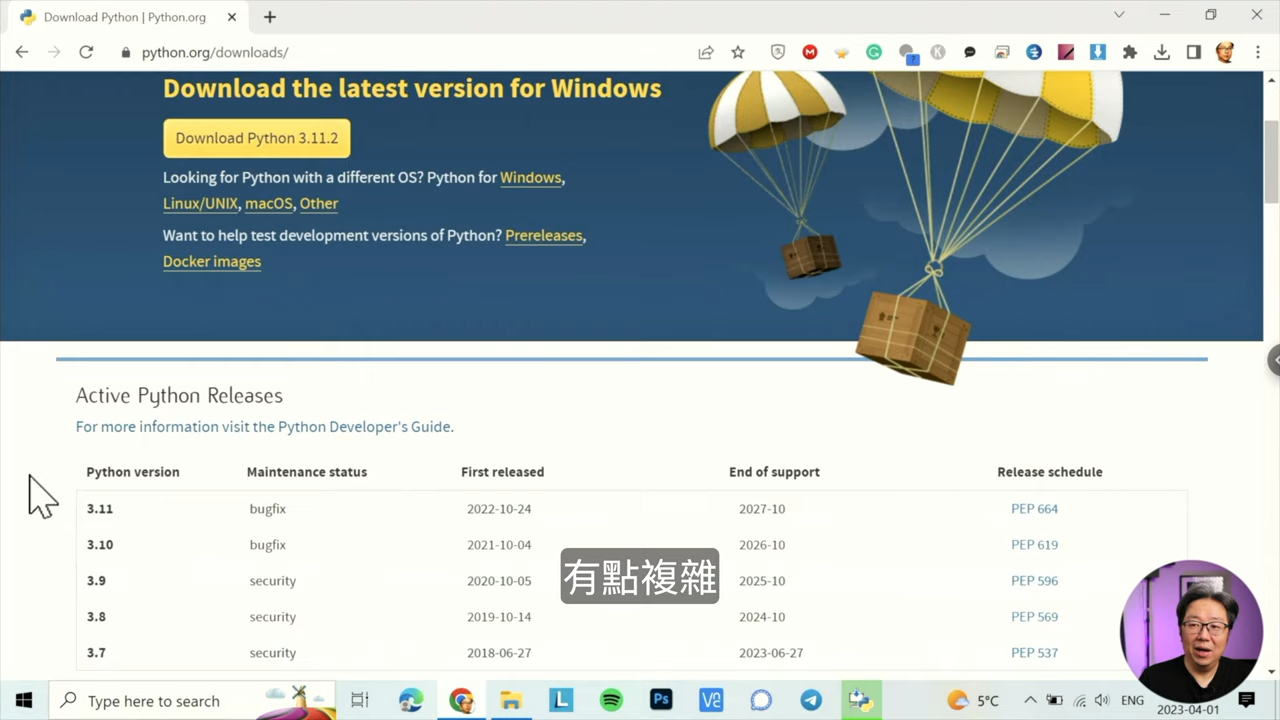 Download Python | Python.org
python.org/downloads/
Download the latest version for Windows
Download Python 3.11.2
Looking for Python with a different OS? Python for Windows,
Linux/UNIX, macOS, Other
Want to help test development versions of Python? Prereleases,
Docker images
Active Python Releases
For more information visit the Python Developer's Guide.
Python version Maintenance status First released End of support Release schedule
3.11 bugfix 2022-10-24 2027-10 PEP 664
3.10 bugfix 2021-10-04 2026-10 PEP 619
3.9 security 2020-10-05 2025-10 PEP 596
3.8 security 2019-10-14 2024-10 PEP 569
3.7 security 2018-06-27 2023-06-27 PEP 537
有點複雜
Type here to search
5°C
ENG
2023-04-01